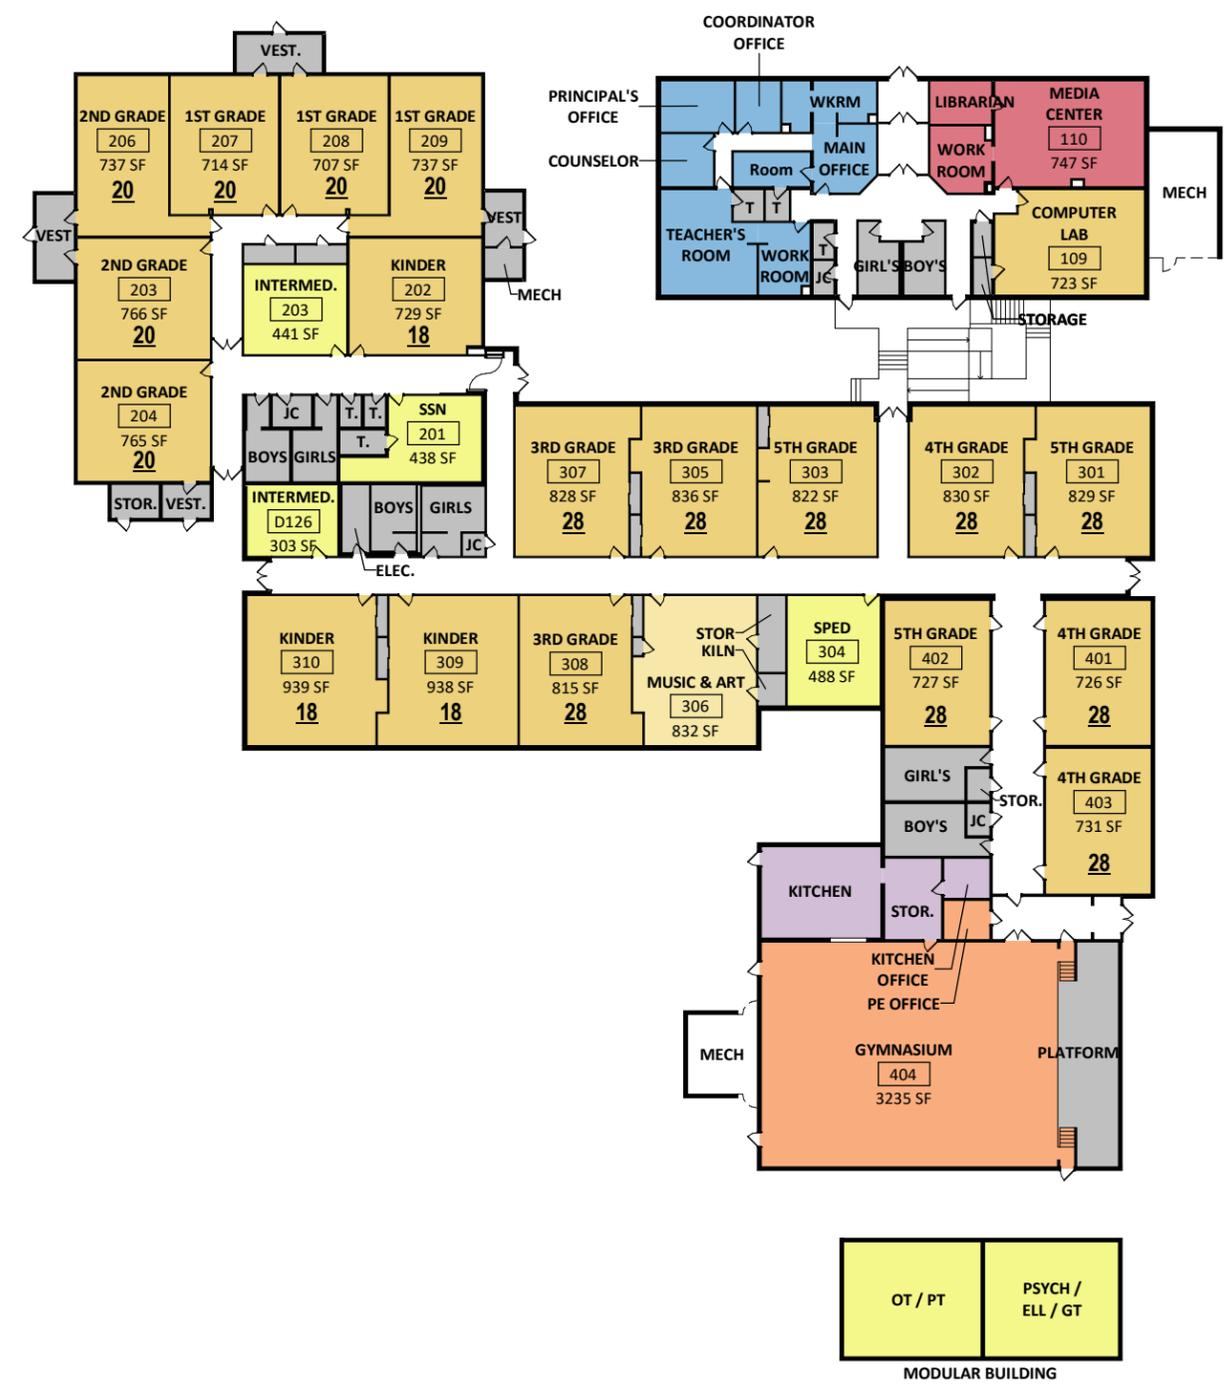 COORDINATOR
OFFICE
VEST.
PRINCIPAL'S
OFFICE
COUNSELOR
WKRM
MAIN
OFFICE
Room
T
T
TEACHER'S
ROOM
WORK
ROOM
T
JC
GIRL'S
BOY'S
LIBRARIAN
WORK
ROOM
MEDIA
CENTER
110
747 SF
COMPUTER
LAB
109
723 SF
MECH
STORAGE
2ND GRADE
206
737 SF
20
1ST GRADE
207
714 SF
20
1ST GRADE
208
707 SF
20
1ST GRADE
209
737 SF
20
VEST
VEST
MECH
2ND GRADE
203
766 SF
20
INTERMED.
203
441 SF
KINDER
202
729 SF
18
2ND GRADE
204
765 SF
20
STOR.
VEST.
JC
BOYS
GIRLS
T.
T.
T.
SSN
201
438 SF
INTERMED.
D126
303 SF
BOYS
GIRLS
JC
ELEC.
3RD GRADE
307
828 SF
28
3RD GRADE
305
836 SF
28
5TH GRADE
303
822 SF
28
4TH GRADE
302
830 SF
28
5TH GRADE
301
829 SF
28
KINDER
310
939 SF
18
KINDER
309
938 SF
18
3RD GRADE
308
815 SF
28
STOR
KILN
MUSIC & ART
306
832 SF
SPED
304
488 SF
5TH GRADE
402
727 SF
28
4TH GRADE
401
726 SF
28
GIRL'S
STOR.
BOY'S
JC
4TH GRADE
403
731 SF
28
KITCHEN
STOR.
KITCHEN
OFFICE
PE OFFICE
MECH
GYMNASIUM
404
3235 SF
PLATFORM
OT / PT
PSYCH /
ELL / GT
MODULAR BUILDING